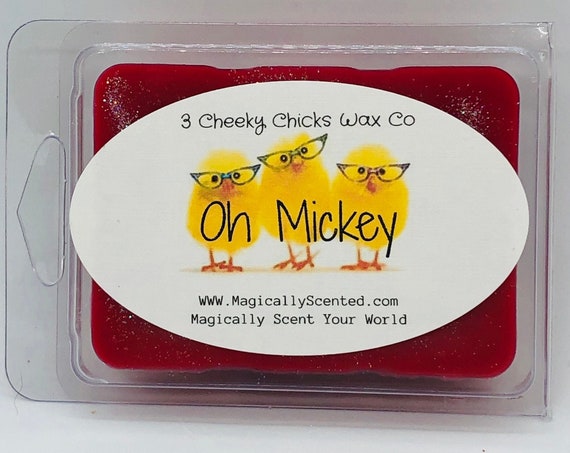 3 Cheeky Chicks Wax Co
Oh Mickey
WWW.MagicallyScented.com
Magically Scent Your World